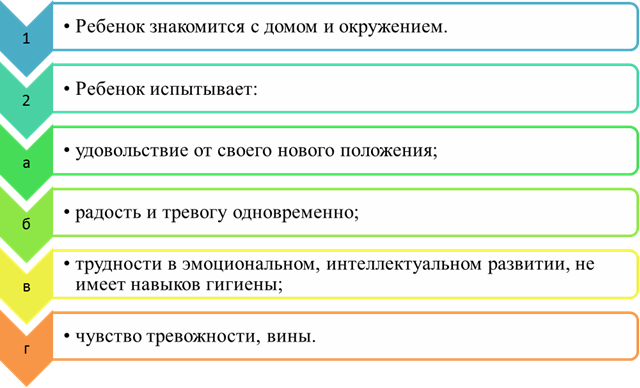 1
• Ребенок знакомится с домом и окружением.
2
• Ребенок испытывает:
а
• удовольствие от своего нового положения;
б
• радость и тревогу одновременно;
в
• трудности в эмоциональном, интеллектуальном развитии, не
имеет навыков гигиены;
г
• чувство тревожности, вины.